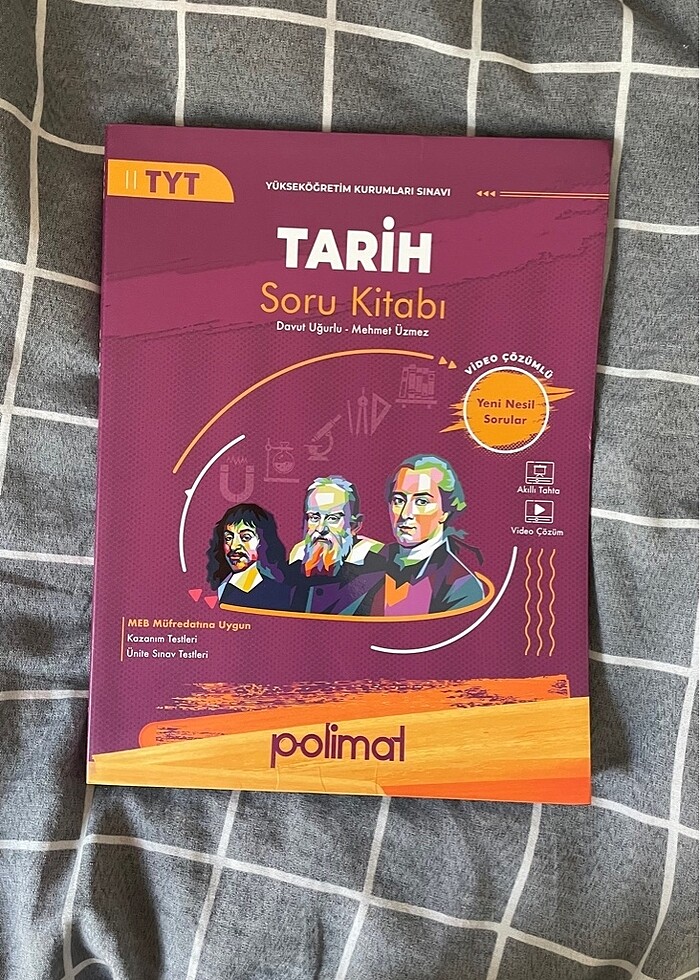 TYT
YÜKSEKÖĞRETİM KURUMLARI SINAVI
TARİH
Soru Kitabı
Davut Uğurlu - Mehmet Üzmez
VİDEO ÇÖZÜMLÜ
Yeni Nesil
Sorular
Akıllı Tahta
Video Çözüm
MEB Müfredatına Uygun
Kazanım Testleri
Ünite Sınav Testleri
polimat